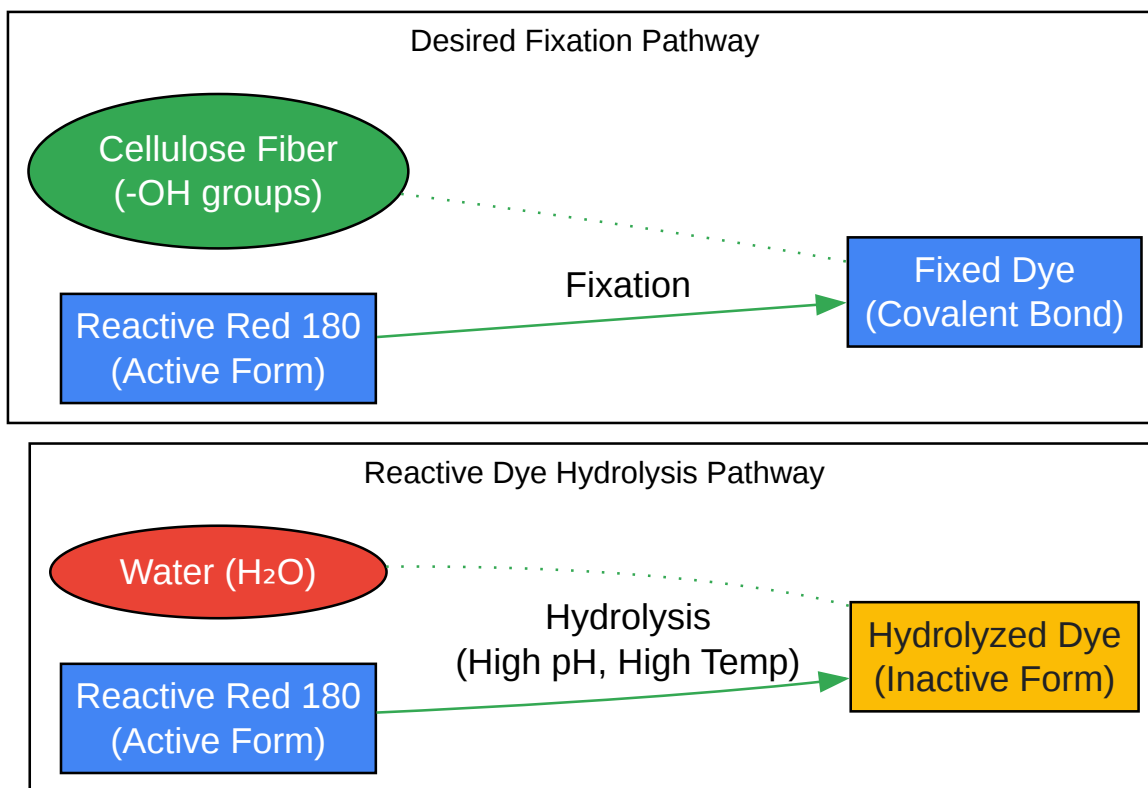 Desired Fixation Pathway
Cellulose Fiber
(-OH groups)
Fixation
Fixed Dye
(Covalent Bond)
Reactive Red 180
(Active Form)
Reactive Dye Hydrolysis Pathway
Water (H₂O)
Hydrolysis
(High pH, High Temp)
Hydrolyzed Dye
(Inactive Form)
Reactive Red 180
(Active Form)